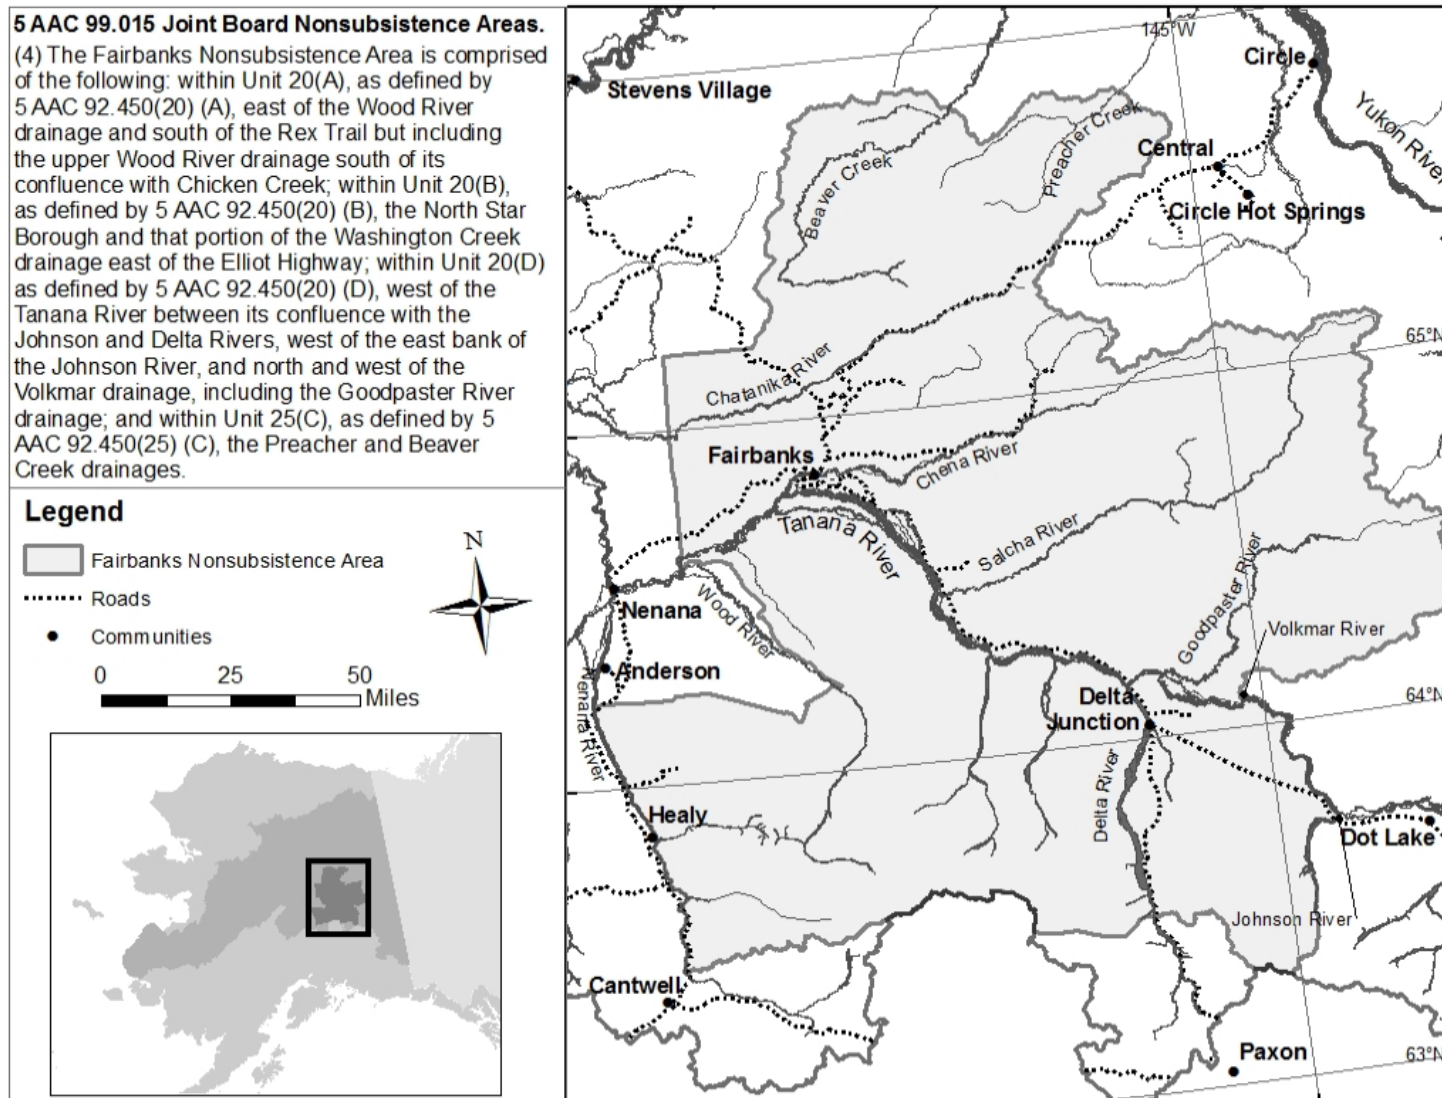 5 AAC 99.015 Joint Board Nonsubsistence Areas.
(4) The Fairbanks Nonsubsistence Area is comprised
of the following: within Unit 20(A), as defined by
5 AAC 92.450(20) (A), east of the Wood River
drainage and south of the Rex Trail but including
the upper Wood River drainage south of its
confluence with Chicken Creek; within Unit 20(B),
as defined by 5 AAC 92.450(20) (B), the North Star
Borough and that portion of the Washington Creek
drainage east of the Elliot Highway; within Unit 20(D)
as defined by 5 AAC 92.450(20) (D), west of the
Tanana River between its confluence with the
Johnson and Delta Rivers, west of the east bank of
the Johnson River, and north and west of the
Volkmar drainage, including the Goodpaster River
drainage; and within Unit 25(C), as defined by 5
AAC 92.450(25) (C), the Preacher and Beaver
Creek drainages.
Legend
Fairbanks Nonsubsistence Area
Roads
Communities
N
0 25 50
Miles
145°W
Circle
Stevens Village
Yukon River
Preacher Creek
Central
Beaver Creek
Circle Hot Springs
65°N
Chatanika River
Fairbanks
Chena River
Tanana River
Salcha River
Goodpaster River
Nenana
Wood River
Volkmar River
Anderson
Nenana River
Delta
Junction
64°N
Delta River
Healy
Dot Lake
Johnson River
Cantwell
Paxon
63°N